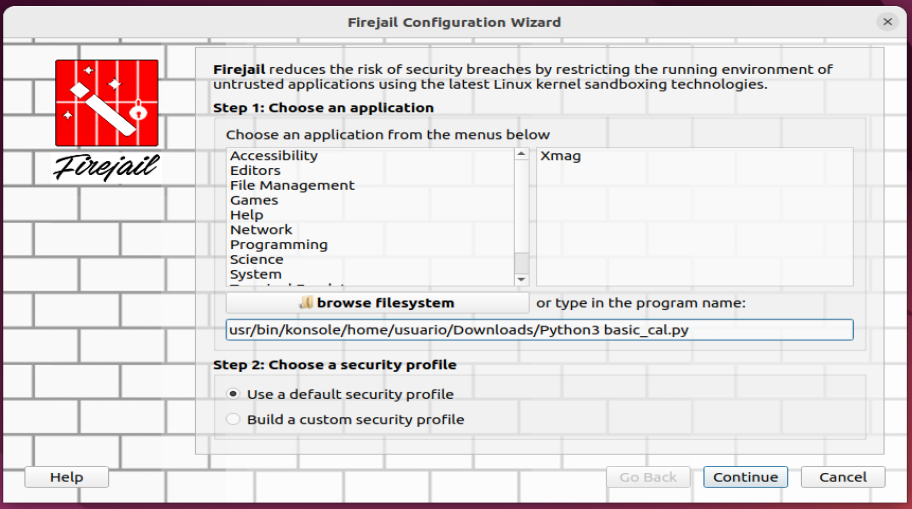 Firejail Configuration Wizard
Firejail
Firejail reduces the risk of security breaches by restricting the running environment of
untrusted applications using the latest Linux kernel sandboxing technologies.
Step 1: Choose an application
Choose an application from the menus below
Accessibility
Editors
File Management
Games
Help
Network
Programming
Science
System
Xmag
browse filesystem
or type in the program name:
usr/bin/konsole/home/usuario/Downloads/Python3 basic_cal.py
Step 2: Choose a security profile
Use a default security profile
Build a custom security profile
Help
Go Back
Continue
Cancel